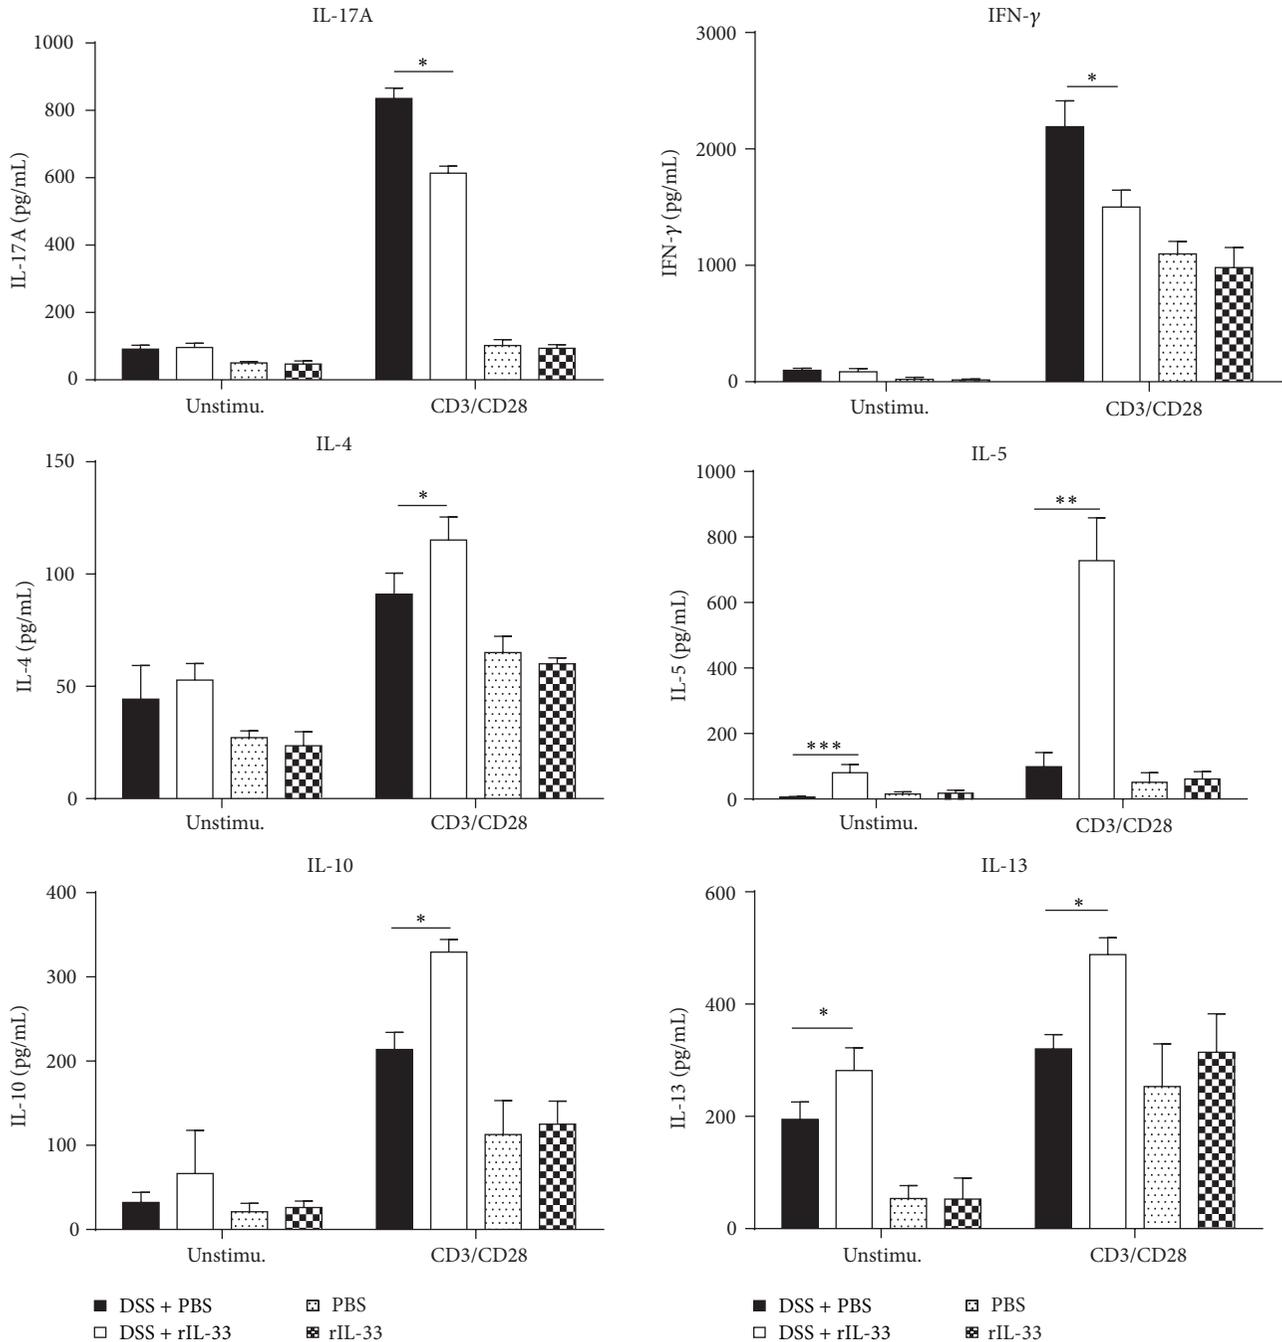 IL-17A
IL-17A (pg/mL)
1000
800
600
400
200
0
*
Unstimu.
CD3/CD28
IFN-γ
IFN-γ (pg/mL)
3000
2000
1000
0
*
Unstimu.
CD3/CD28
IL-4
IL-4 (pg/mL)
150
100
50
0
*
Unstimu.
CD3/CD28
IL-5
IL-5 (pg/mL)
1000
800
600
400
200
0
***
**
Unstimu.
CD3/CD28
IL-10
IL-10 (pg/mL)
400
300
200
100
0
*
Unstimu.
CD3/CD28
IL-13
IL-13 (pg/mL)
600
400
200
0
*
*
Unstimu.
CD3/CD28
DSS + PBS
DSS + rIL-33
PBS
rIL-33
DSS + PBS
DSS + rIL-33
PBS
rIL-33